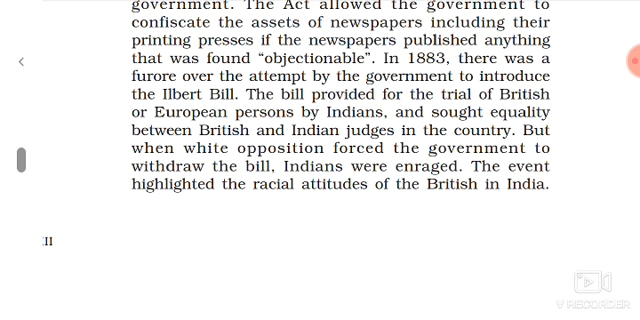 government. The Act allowed the government to
confiscate the assets of newspapers including their
printing presses if the newspapers published anything
that was found “objectionable”. In 1883, there was a
furore over the attempt by the government to introduce
the Ilbert Bill. The bill provided for the trial of British
or European persons by Indians, and sought equality
between British and Indian judges in the country. But
when white opposition forced the government to
withdraw the bill, Indians were enraged. The event
highlighted the racial attitudes of the British in India.
II
V RECORDER